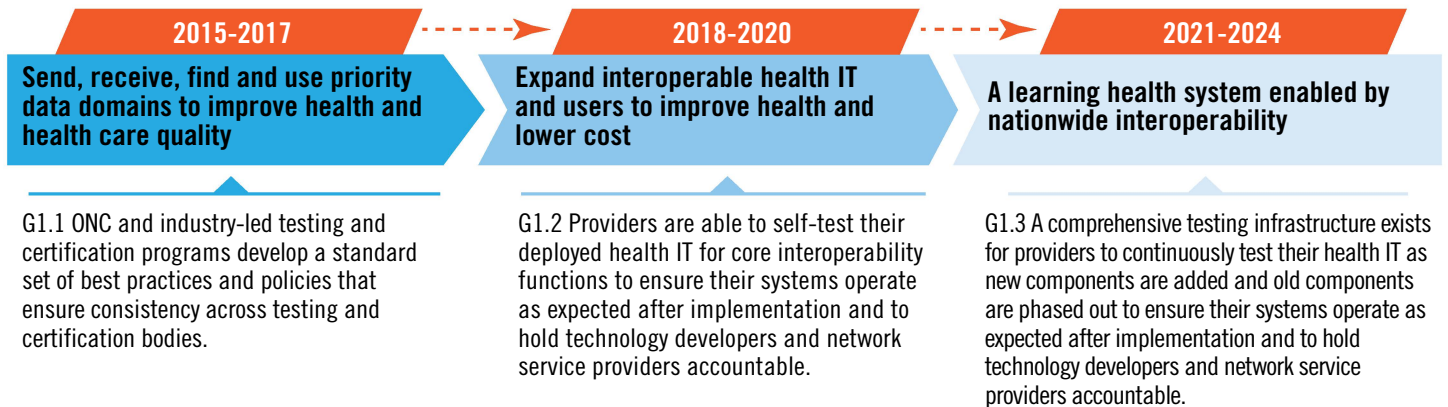 2015-2017
Send, receive, find and use priority
data domains to improve health and
health care quality
G1.1 ONC and industry-led testing and
certification programs develop a standard
set of best practices and policies that
ensure consistency across testing and
certification bodies.
2018-2020
Expand interoperable health IT
and users to improve health and
lower cost
G1.2 Providers are able to self-test their
deployed health IT for core interoperability
functions to ensure their systems operate
as expected after implementation and to
hold technology developers and network
service providers accountable.
2021-2024
A learning health system enabled by
nationwide interoperability
G1.3 A comprehensive testing infrastructure exists
for providers to continuously test their health IT as
new components are added and old components
are phased out to ensure their systems operate as
expected after implementation and to hold
technology developers and network service
providers accountable.